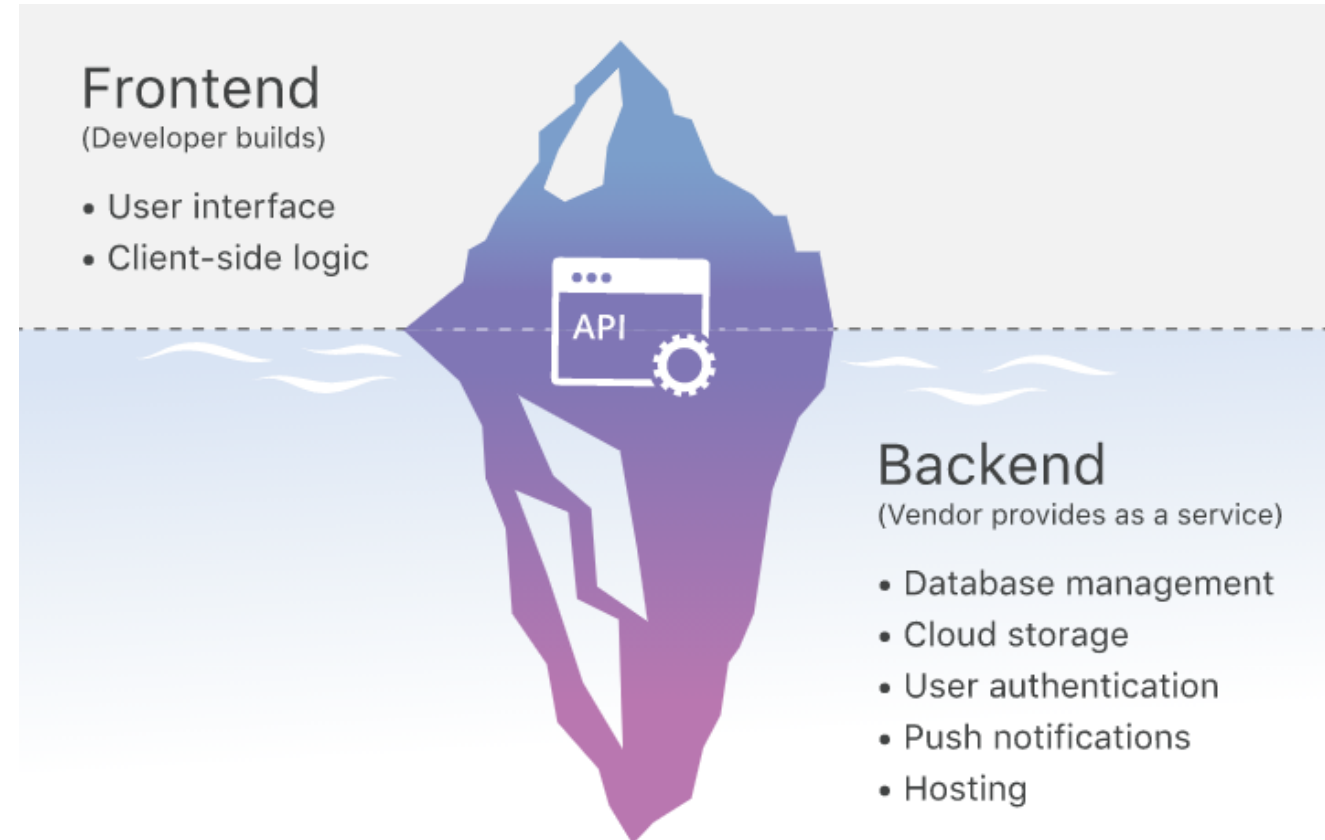 Frontend
(Developer builds)
• User interface
• Client-side logic
API
Backend
(Vendor provides as a service)
• Database management
• Cloud storage
• User authentication
• Push notifications
• Hosting